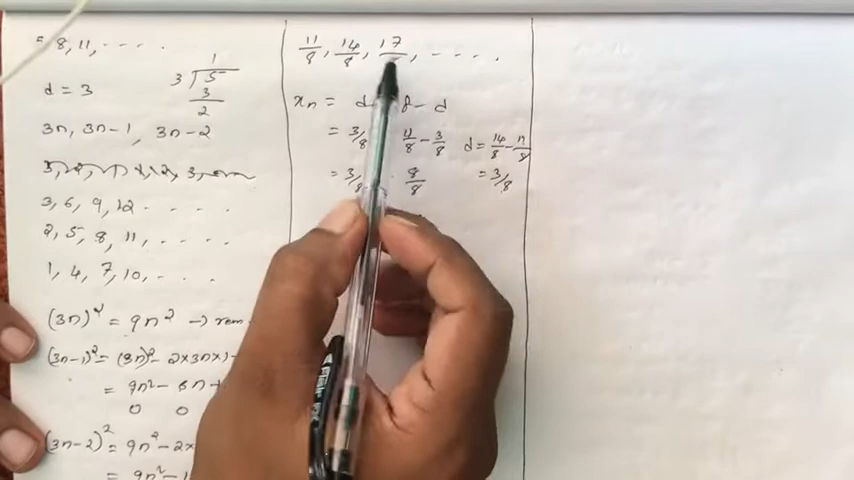 = 8, 11, - - - -
d = 3
1
3 √5
3
2
3n, 3n-1, 3n-2
3, 6, 9, 12 - - - -
2, 5, 8, 11, - - - - -
1, 4, 7, 10, - - - -
(3n)² = 9n² → rem
(3n-1)² = (3n)² - 2x3nx1
= 9n² - 6n +
0 0
(3n-2)² = 9n² - 2x
= 9n² - 1
11/8, 14/8, 17/ , - - - - .
xn = d f - d
= 3/8 11/8 - 3/8
= 3/8 8/8
d = 14/8 - 11/8
= 3/8